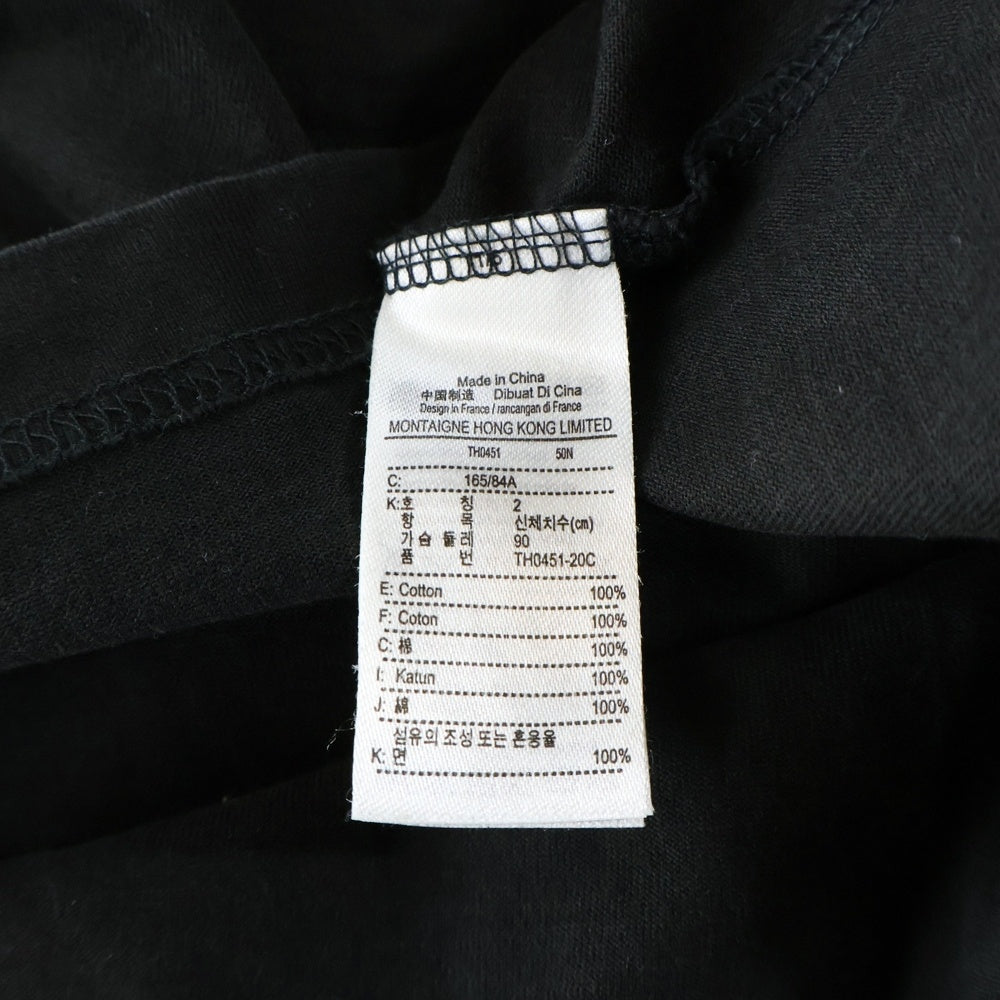 Made in China
中国制造 Dibuat Di Cina
Design in France / rancangan di France
MONTAIGNE HONG KONG LIMITED
TH0451 50N
C: 165/84A
K:호 칭 2
항 목 신체치수(cm)
가슴 둘레 90
품 번 TH0451-20C
E: Cotton 100%
F: Coton 100%
C: 棉 100%
I: Katun 100%
J: 綿 100%
섬유의 조성 또는 혼용율
K: 면 100%